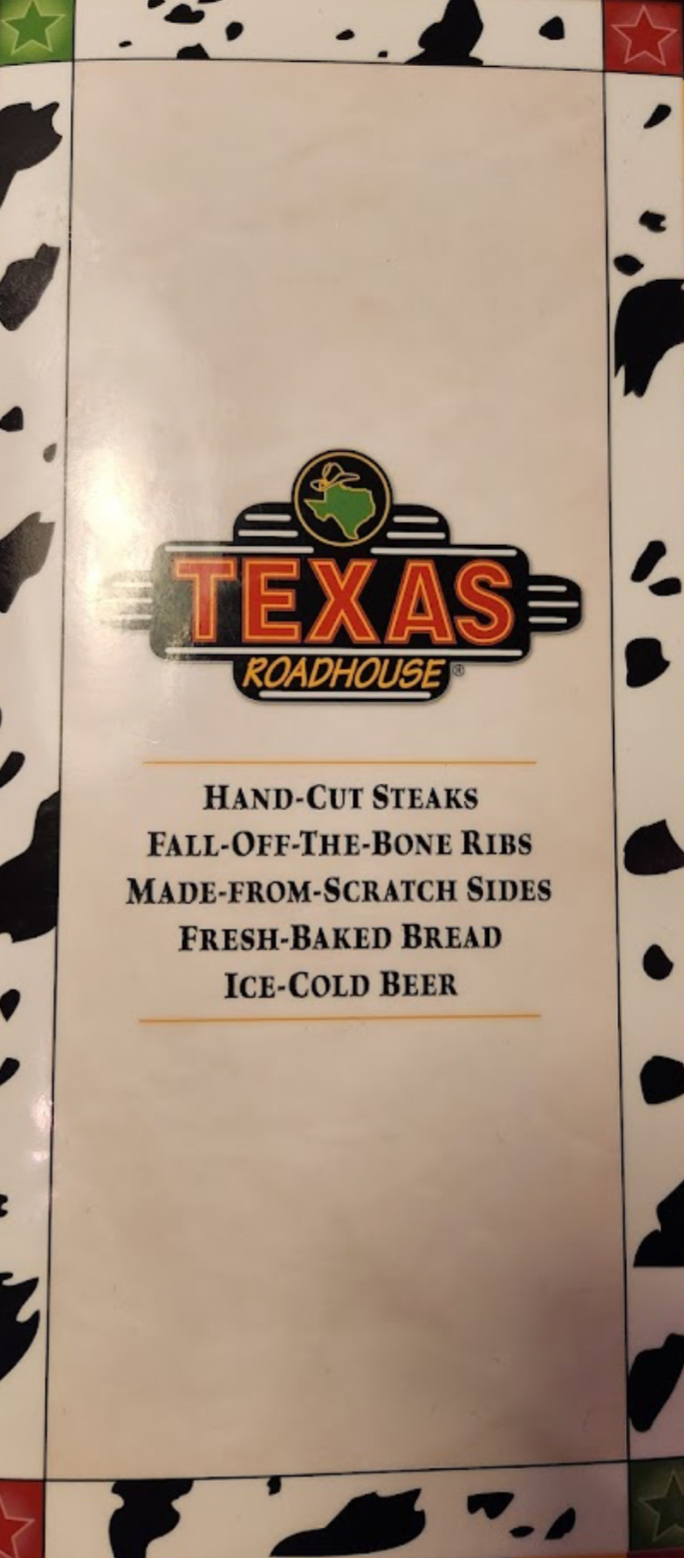 TEXAS
ROADHOUSE®
HAND-CUT STEAKS
FALL-OFF-THE-BONE RIBS
MADE-FROM-SCRATCH SIDES
FRESH-BAKED BREAD
ICE-COLD BEER